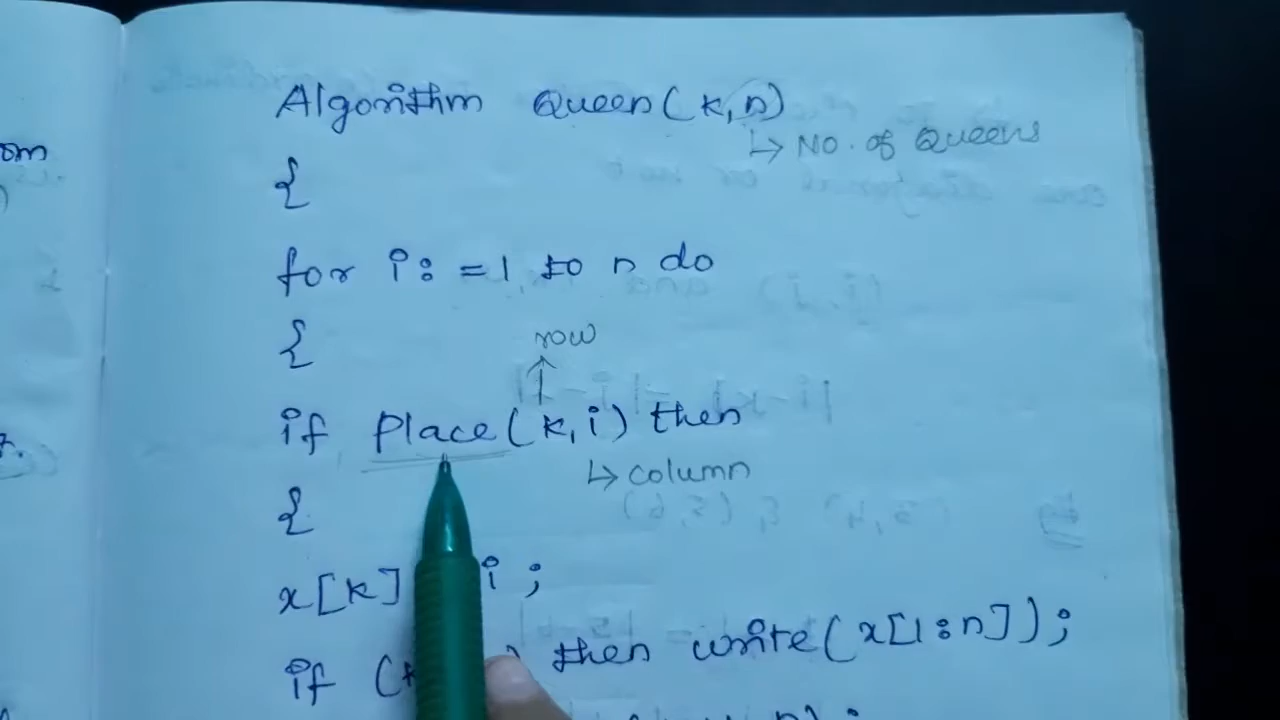 Algorithm Queen(k,n)
↳ No. of Queens
{
for i:=1 to n do
{
row
if Place(k,i) then
↳ column
{
x[k] i ;
if ( ) then write(x[1:n]);
n);